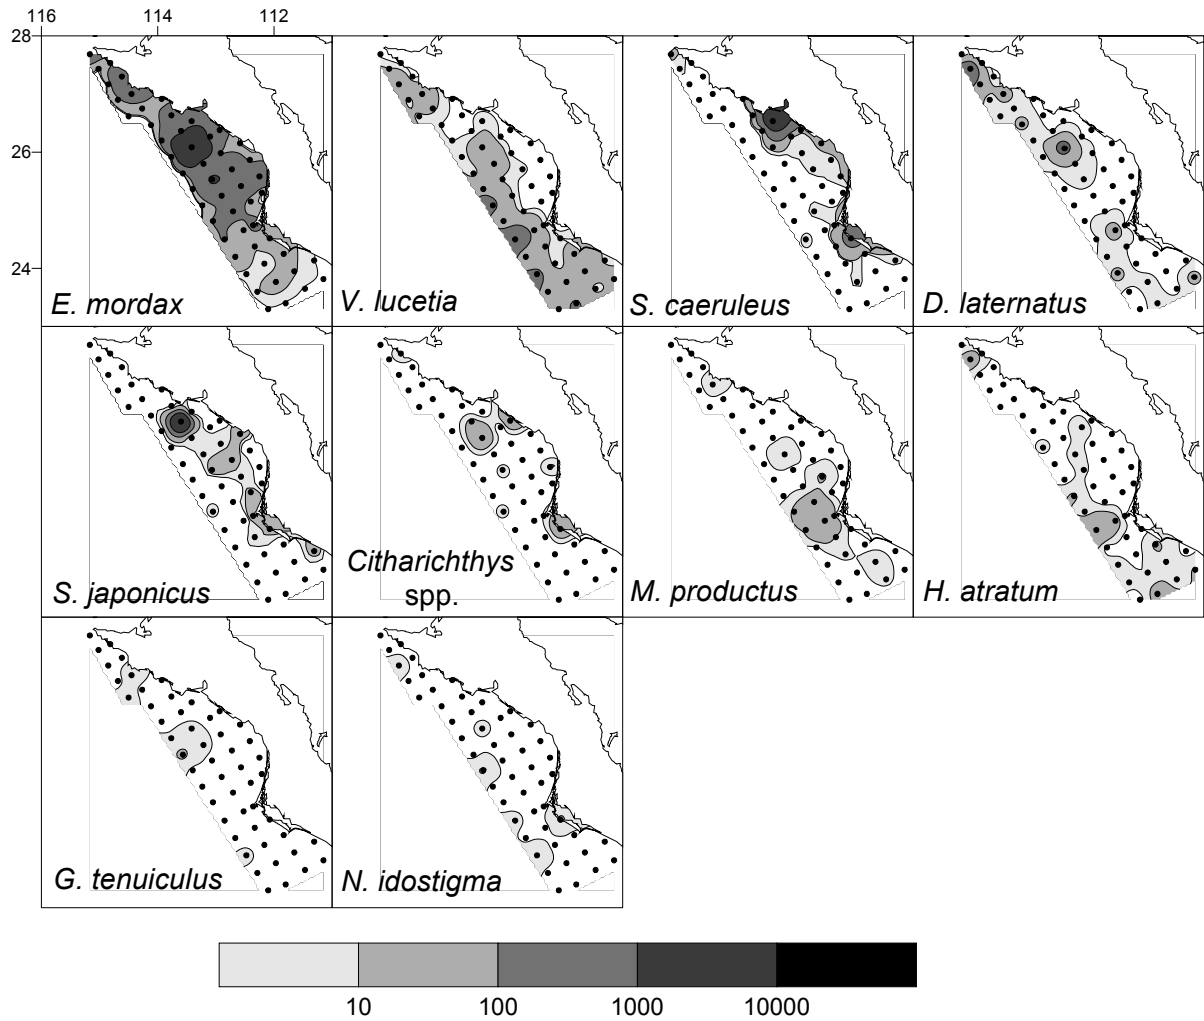 116 114 112
28
26
24
E. mordax V. lucetia S. caeruleus D. laternatus
S. japonicus Citharichthys spp. M. productus H. atratum
G. tenuiculus N. idostigma
10 100 1000 10000